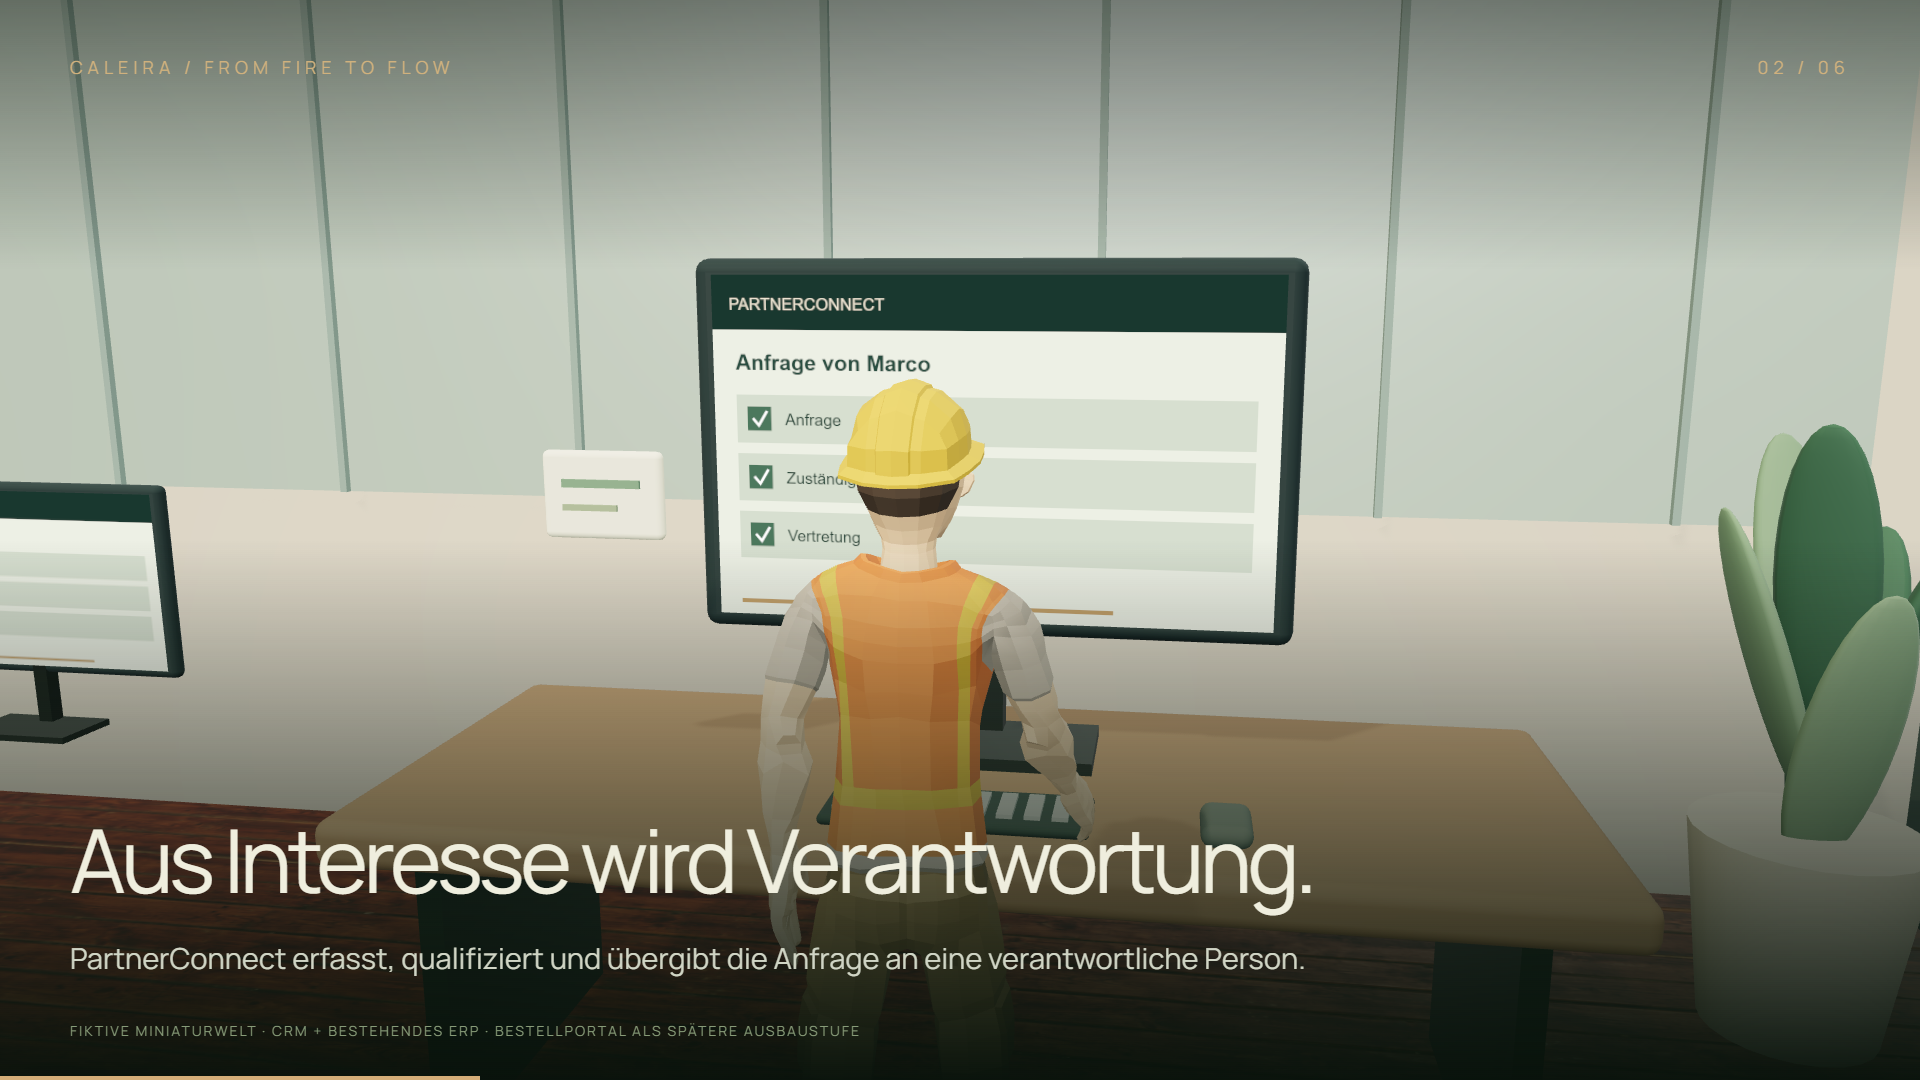 CALEIRA / FROM FIRE TO FLOW
02 / 06
PARTNERCONNECT
Anfrage von Marco
Anfrage
Vertretung
Aus Interesse wird Verantwortung.
PartnerConnect erfasst, qualifiziert und übergibt die Anfrage an eine verantwortliche Person.
FIKTIVE MINIATURWELT · CRM + BESTEHENDES ERP · BESTELLPORTAL ALS SPÄTERE AUSBAUSTUFE